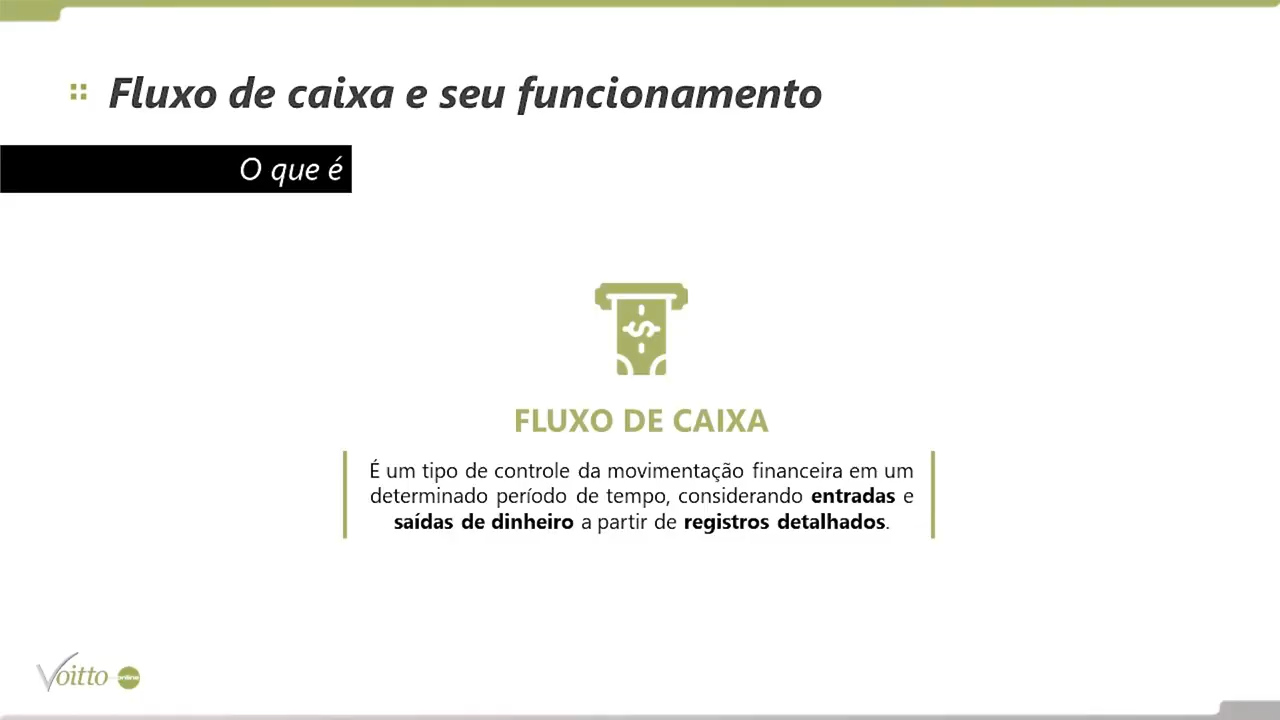 Fluxo de caixa e seu funcionamento
O que é
$
FLUXO DE CAIXA
É um tipo de controle da movimentação financeira em um
determinado período de tempo, considerando entradas e
saídas de dinheiro a partir de registros detalhados.
Voitto online